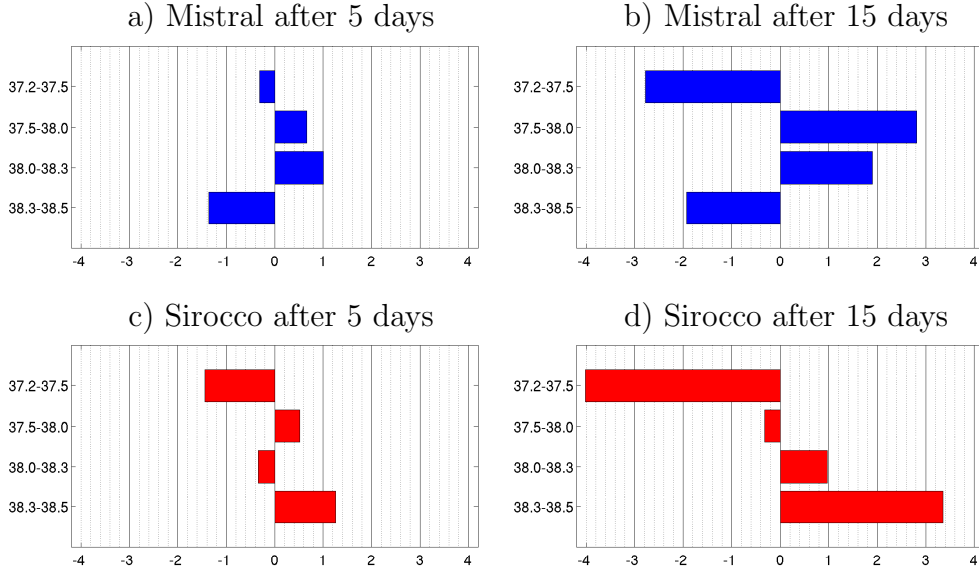 a) Mistral after 5 days
37.2-37.5
37.5-38.0
38.0-38.3
38.3-38.5
-4 -3 -2 -1 0 1 2 3 4
b) Mistral after 15 days
37.2-37.5
37.5-38.0
38.0-38.3
38.3-38.5
-4 -3 -2 -1 0 1 2 3 4
c) Sirocco after 5 days
37.2-37.5
37.5-38.0
38.0-38.3
38.3-38.5
-4 -3 -2 -1 0 1 2 3 4
d) Sirocco after 15 days
37.2-37.5
37.5-38.0
38.0-38.3
38.3-38.5
-4 -3 -2 -1 0 1 2 3 4